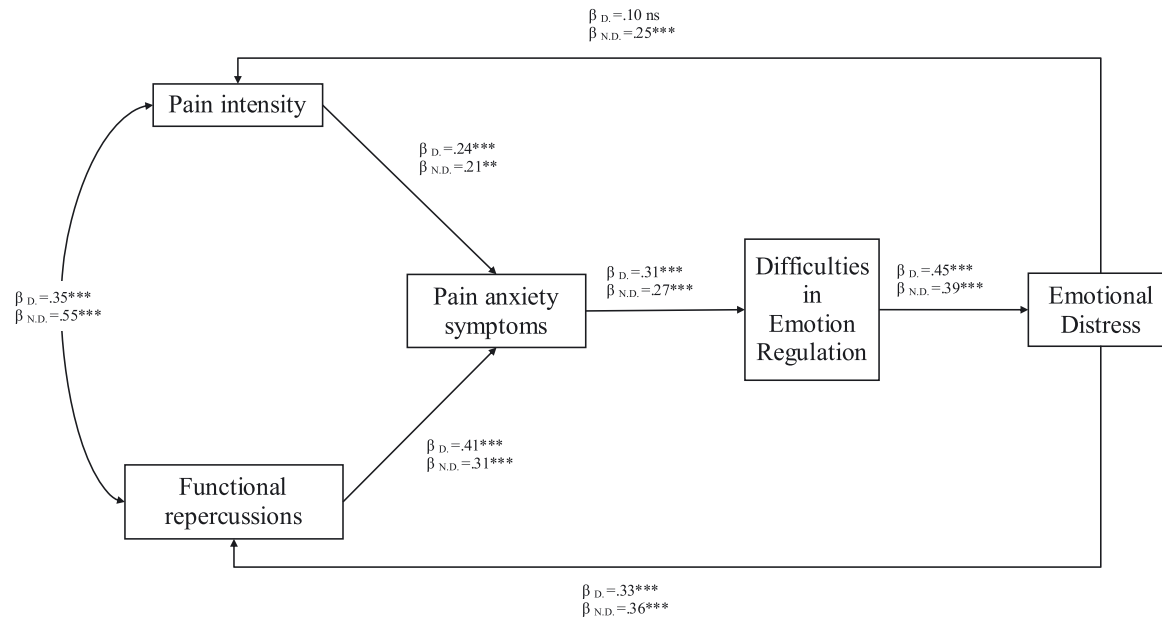 β D. =.10 ns
β N.D. =.25***
Pain intensity
β D. =.24***
β N.D. =.21**
β D. =.35***
β N.D. =.55***
Pain anxiety
symptoms
β D. =.31***
β N.D. =.27***
Difficulties
in
Emotion
Regulation
β D. =.45***
β N.D. =.39***
Emotional
Distress
β D. =.41***
β N.D. =.31***
Functional
repercussions
β D. =.33***
β N.D. =.36***